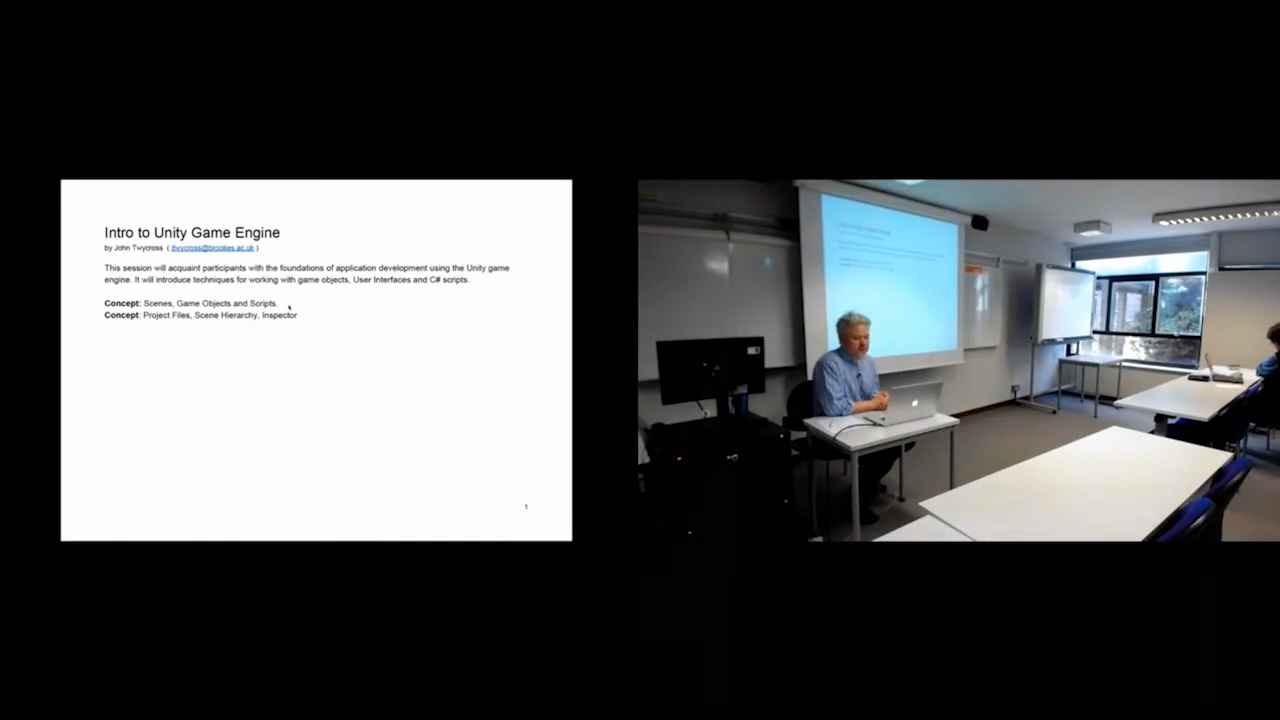 Intro to Unity Game Engine
by John Twycross ( jtwycross@brookes.ac.uk )
This session will acquaint participants with the foundations of application development using the Unity game
engine. It will introduce techniques for working with game objects, User Interfaces and C# scripts.
Concept: Scenes, Game Objects and Scripts.
Concept: Project Files, Scene Hierarchy, Inspector
1